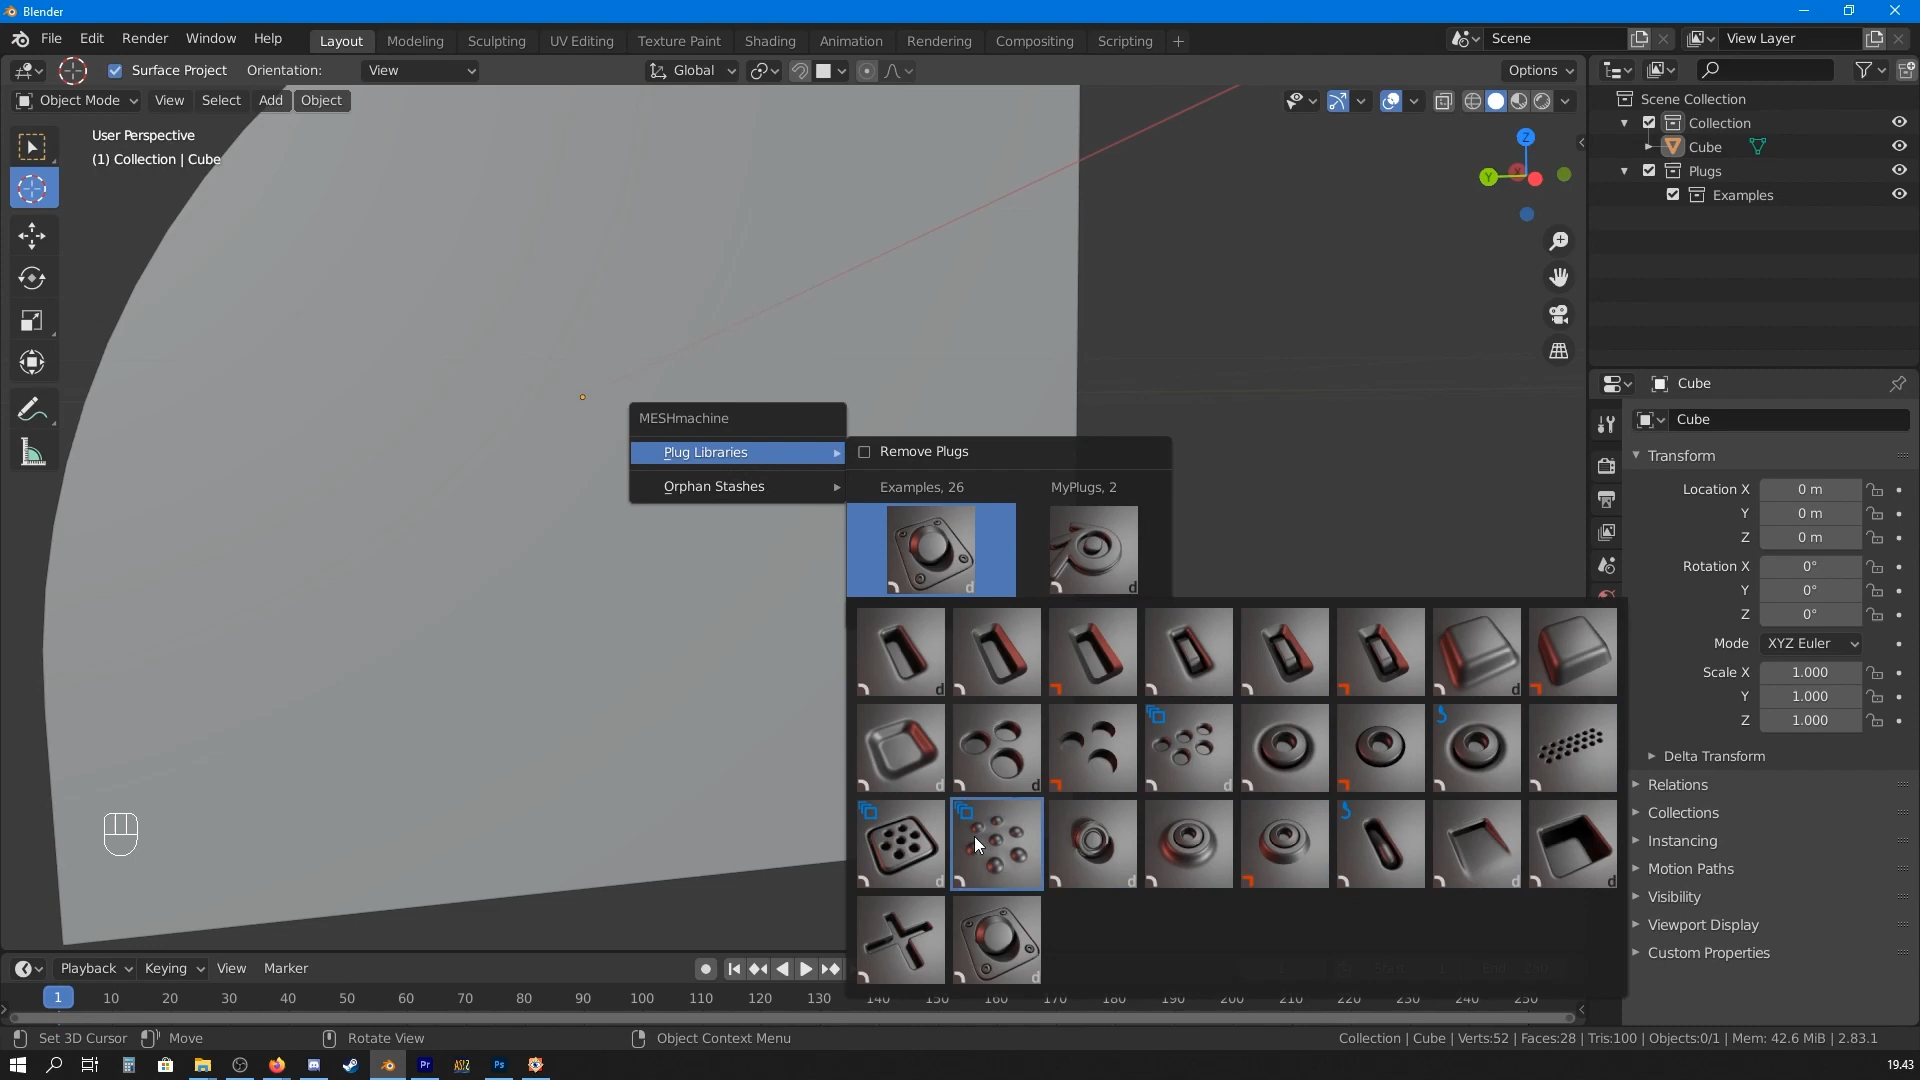 Blender
File Edit Render Window Help
Layout Modeling Sculpting UV Editing Texture Paint Shading Animation Rendering Compositing Scripting +
Scene
View Layer
Surface Project Orientation: View
Global
Options
Object Mode View Select Add Object
User Perspective
(1) Collection | Cube
Z
Y
X
Scene Collection
Collection
Cube
Plugs
Examples
MESHmachine
Plug Libraries
Orphan Stashes
Remove Plugs
Examples, 26
MyPlugs, 2
Cube
Cube
Transform
Location X 0 m
Y 0 m
Z 0 m
Rotation X 0°
Y 0°
Z 0°
Mode XYZ Euler
Scale X 1.000
Y 1.000
Z 1.000
Delta Transform
Relations
Collections
Instancing
Motion Paths
Visibility
Viewport Display
Custom Properties
Playback Keying View Marker
1 10 20 30 40 50 60 70 80 90 100 110 120 130 140 150 160 170 180 190 200 210 220 230 240 250
Set 3D Cursor Move Rotate View Object Context Menu
Collection | Cube | Verts:52 | Faces:28 | Tris:100 | Objects:0/1 | Mem: 42.6 MiB | 2.83.1
Pr
Ps
19.43